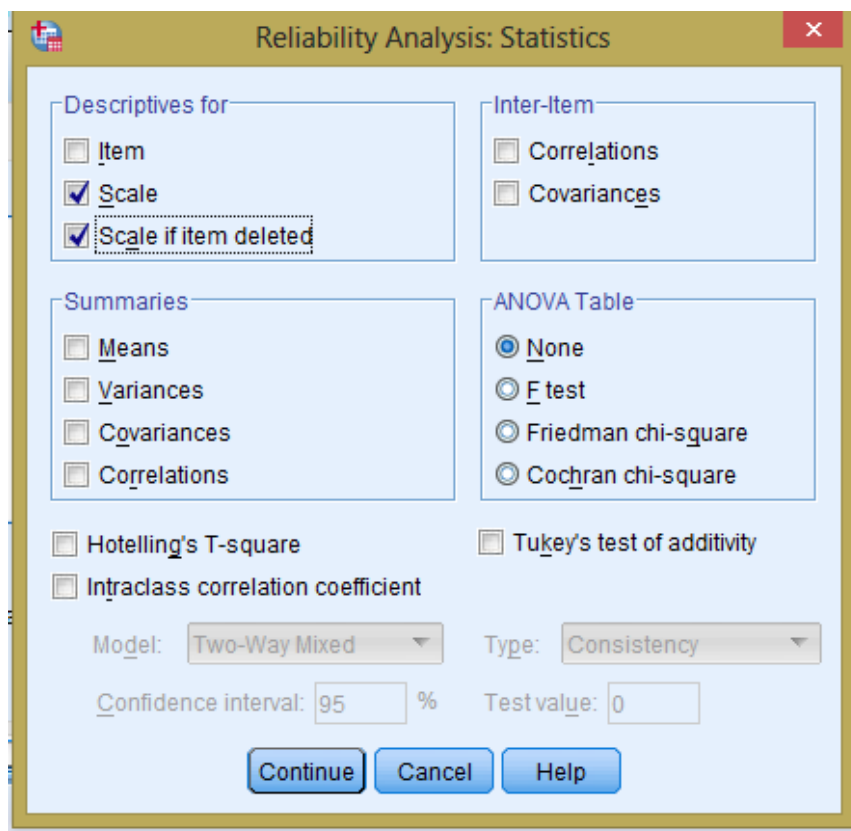 Reliability Analysis: Statistics
Descriptives for
Item
Scale
Scale if item deleted
Inter-Item
Correlations
Covariances
Summaries
Means
Variances
Covariances
Correlations
ANOVA Table
None
F test
Friedman chi-square
Cochran chi-square
Hotelling's T-square
Tukey's test of additivity
Intraclass correlation coefficient
Model: Two-Way Mixed Type: Consistency
Confidence interval: 95 % Test value: 0
Continue Cancel Help